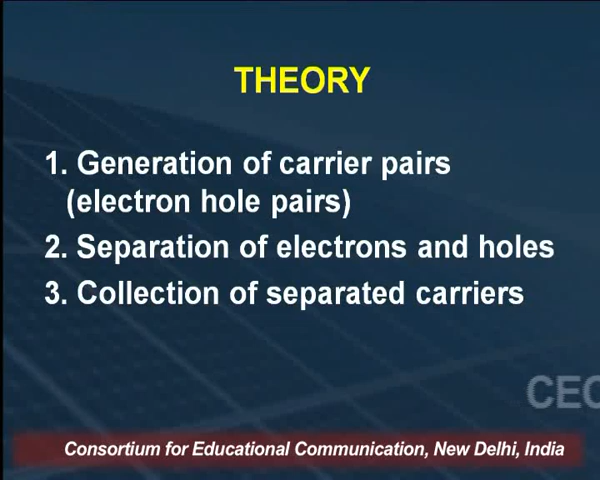 THEORY
1. Generation of carrier pairs
(electron hole pairs)
2. Separation of electrons and holes
3. Collection of separated carriers
CEC
Consortium for Educational Communication, New Delhi, India